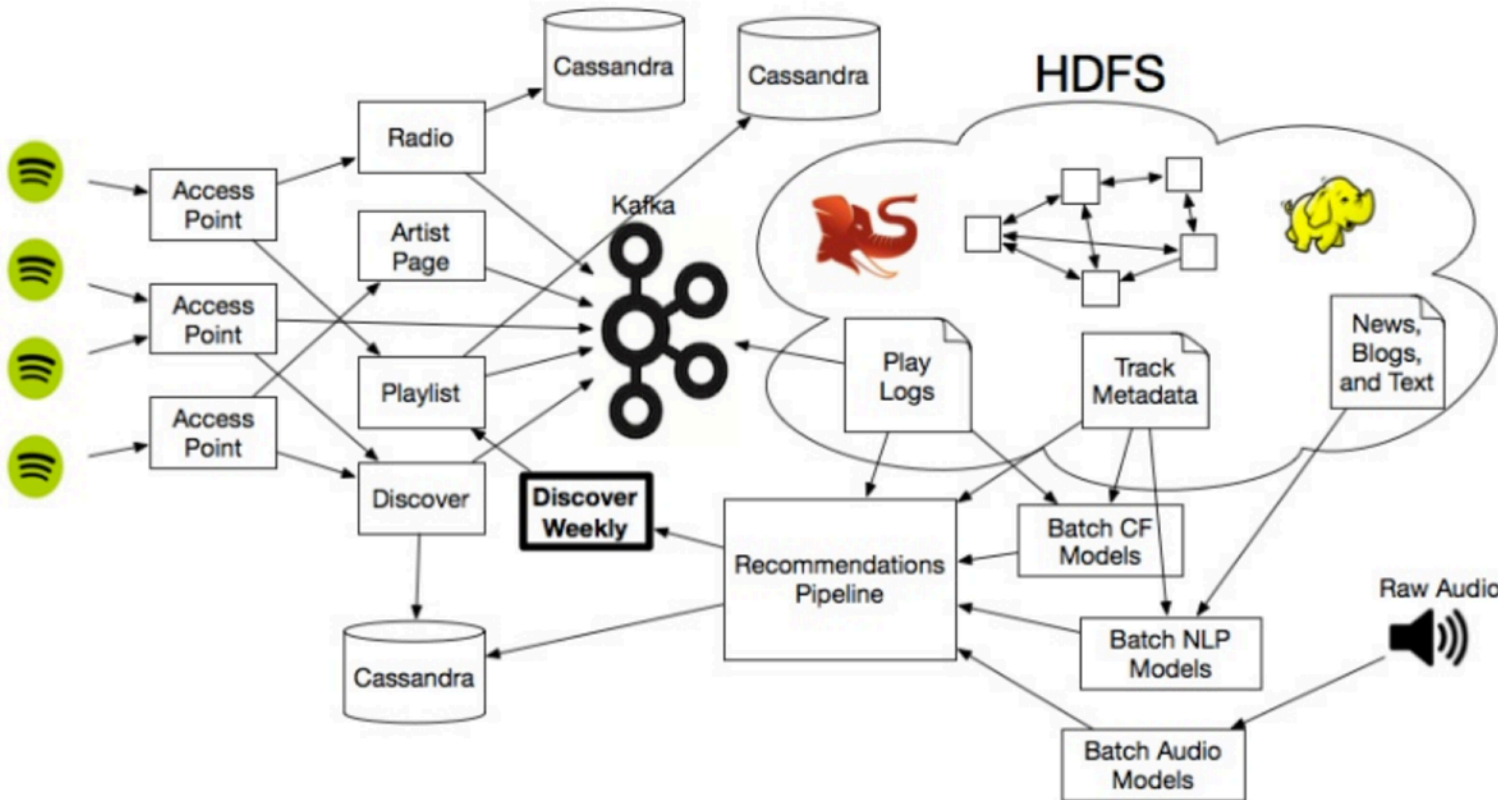 Cassandra
Cassandra
HDFS
Radio
Access
Point
Kafka
Artist
Page
Access
Point
News,
Blogs,
and Text
Play
Logs
Track
Metadata
Playlist
Access
Point
Discover
Discover
Weekly
Batch CF
Models
Recommendations
Pipeline
Raw Audio
Batch NLP
Models
Cassandra
Batch Audio
Models